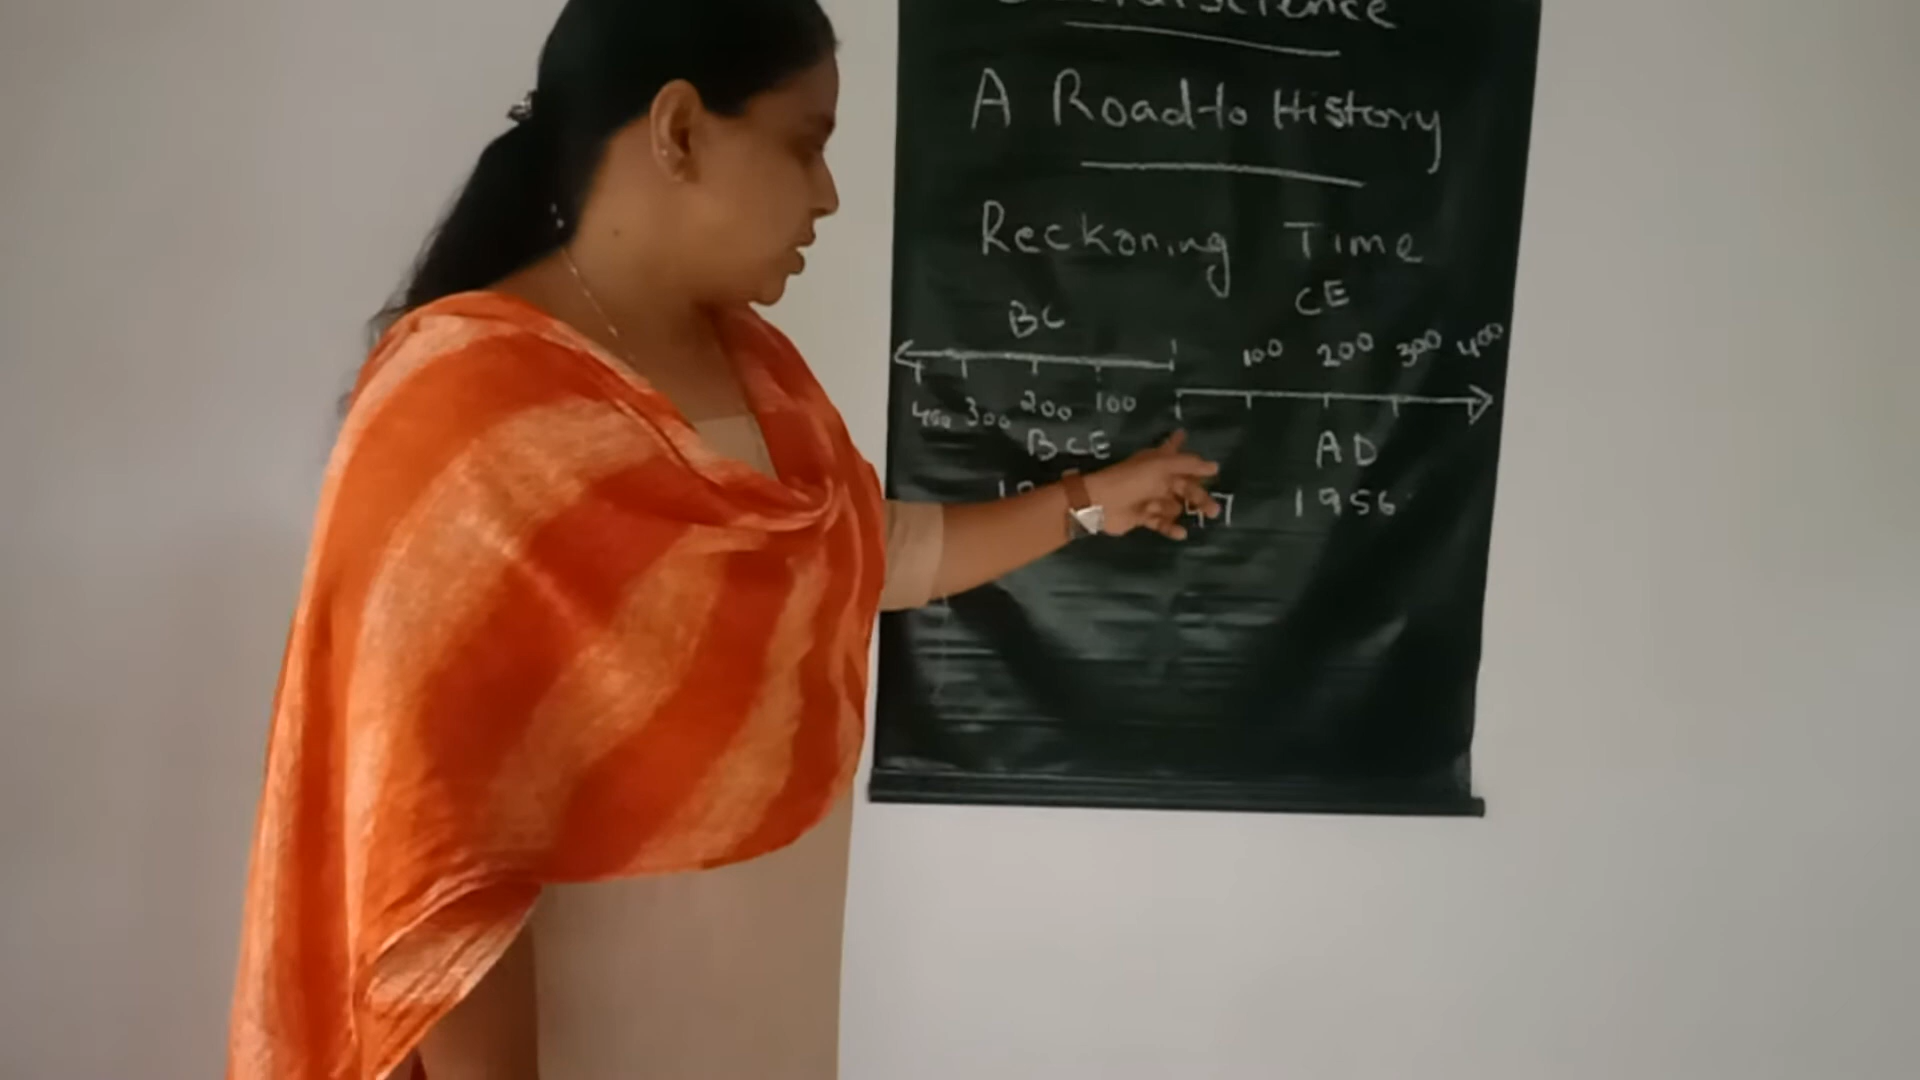 A Road to History
Reckoning Time
BC CE
100 200 300 400
400 300 200 100
BCE AD
47 1956